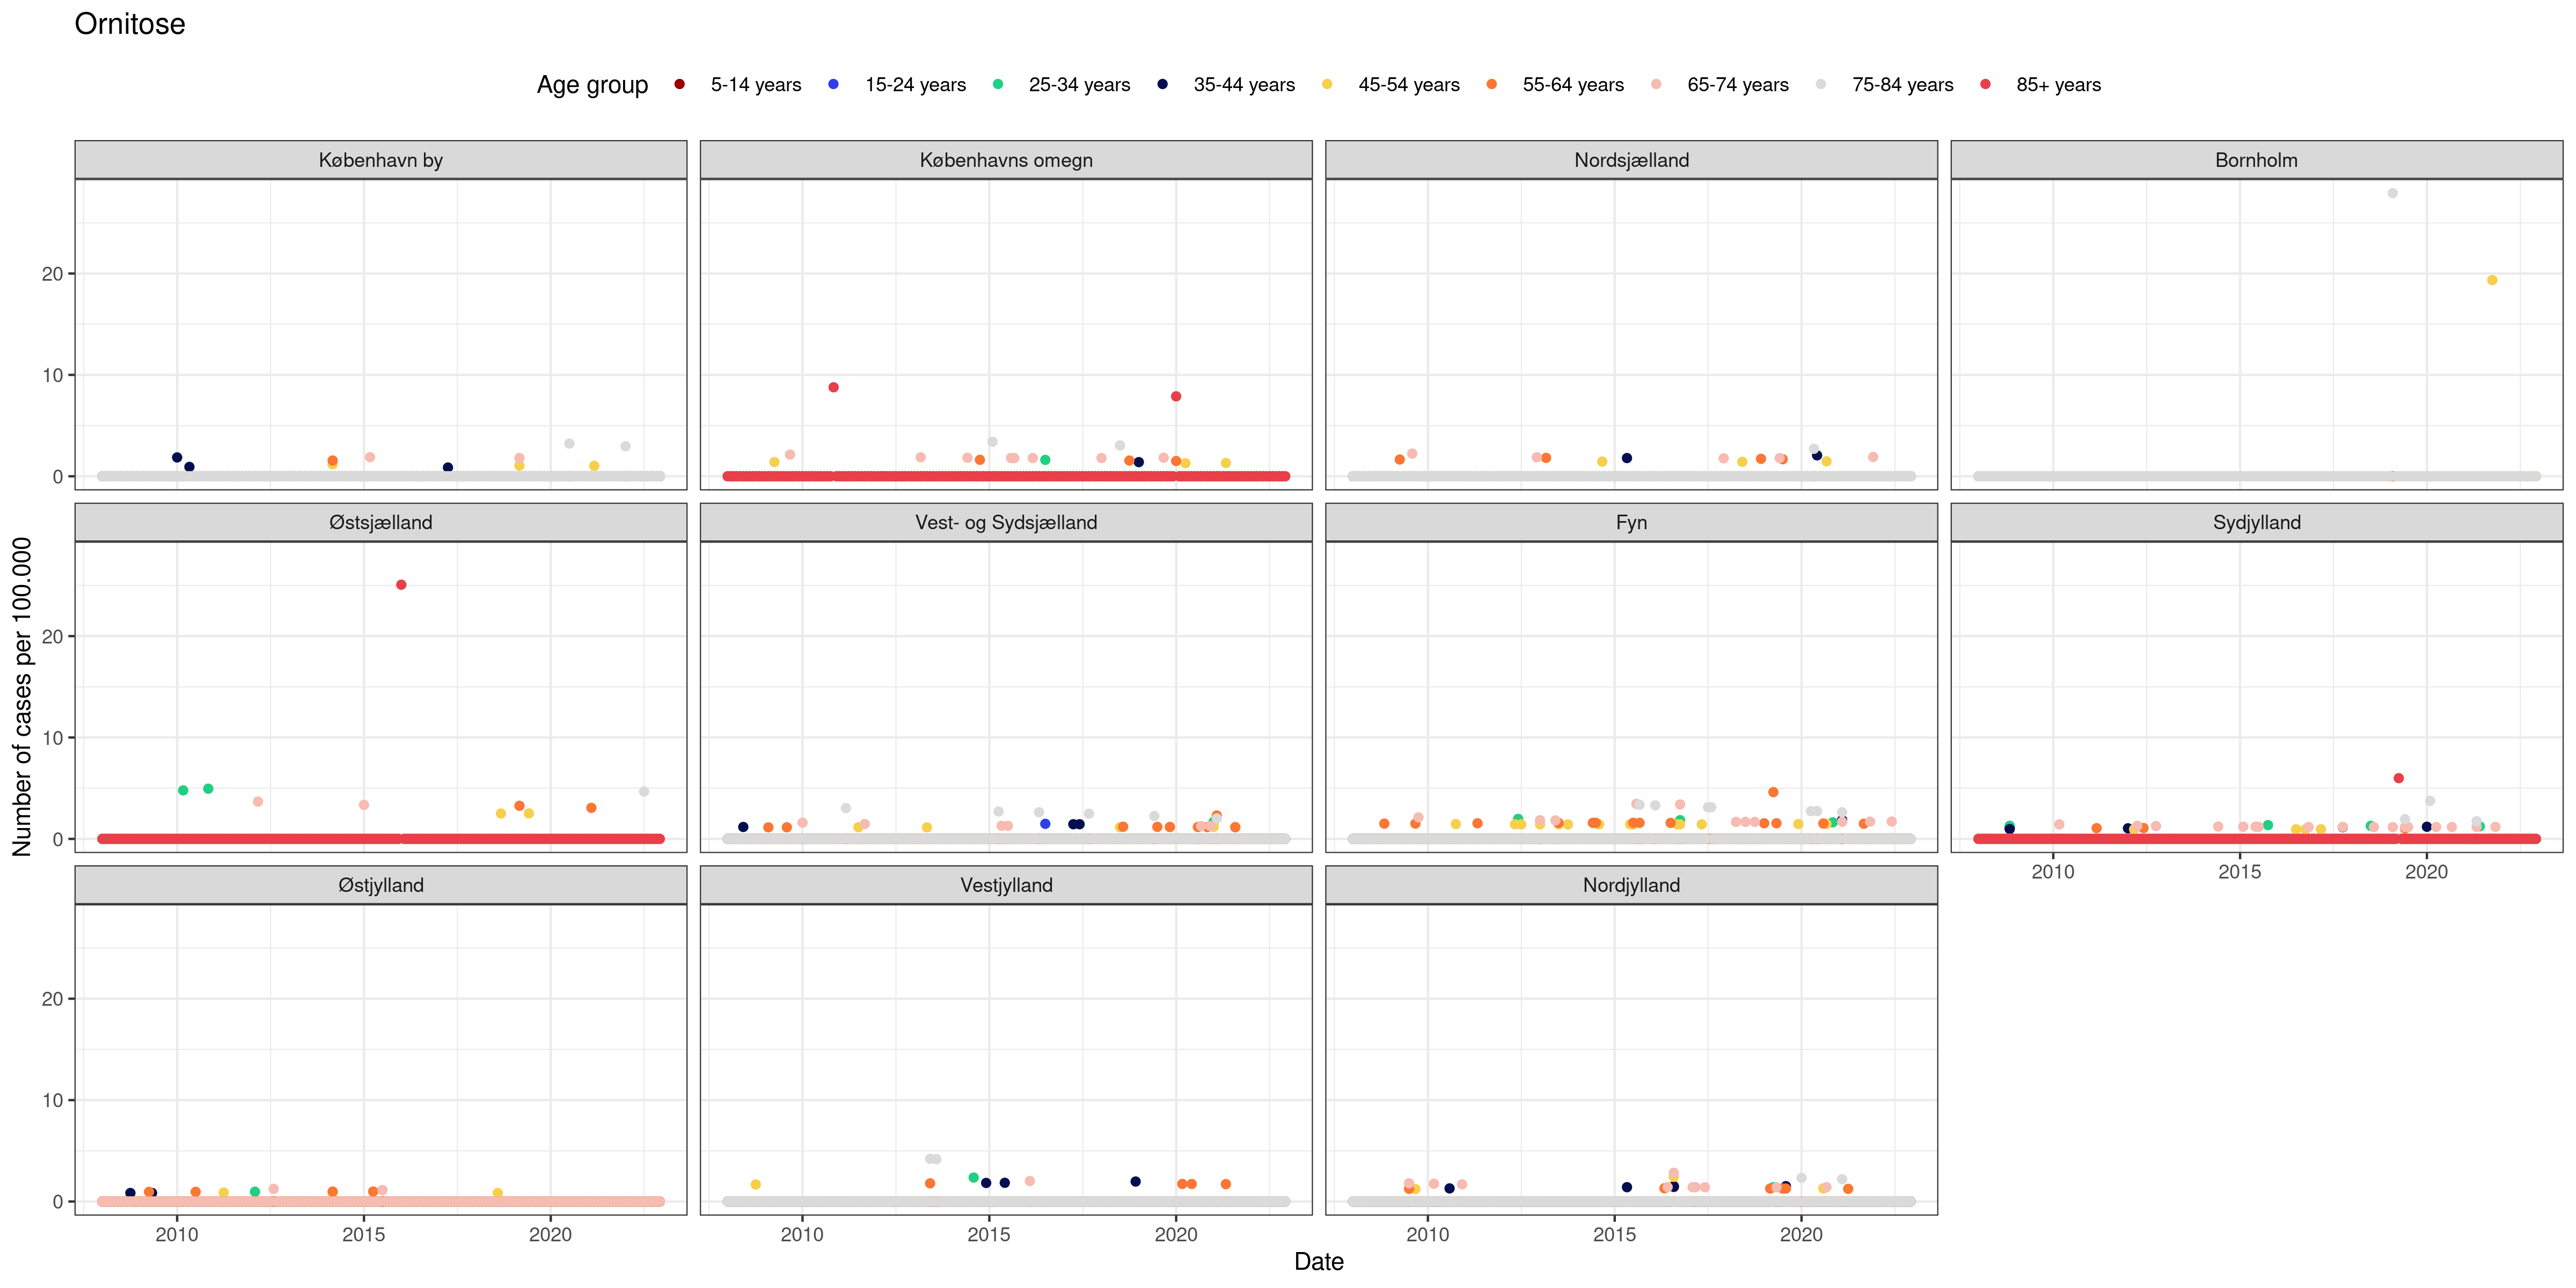 Ornitose
Age group 5-14 years 15-24 years 25-34 years 35-44 years 45-54 years 55-64 years 65-74 years 75-84 years 85+ years
København by Københavns omegn Nordsjælland Bornholm
20
10
0
Østsjælland Vest- og Sydsjælland Fyn Sydjylland
20
10
0
2010 2015 2020
Østjylland Vestjylland Nordjylland
20
10
0
2010 2015 2020 2010 2015 2020 2010 2015 2020
Date
Number of cases per 100.000